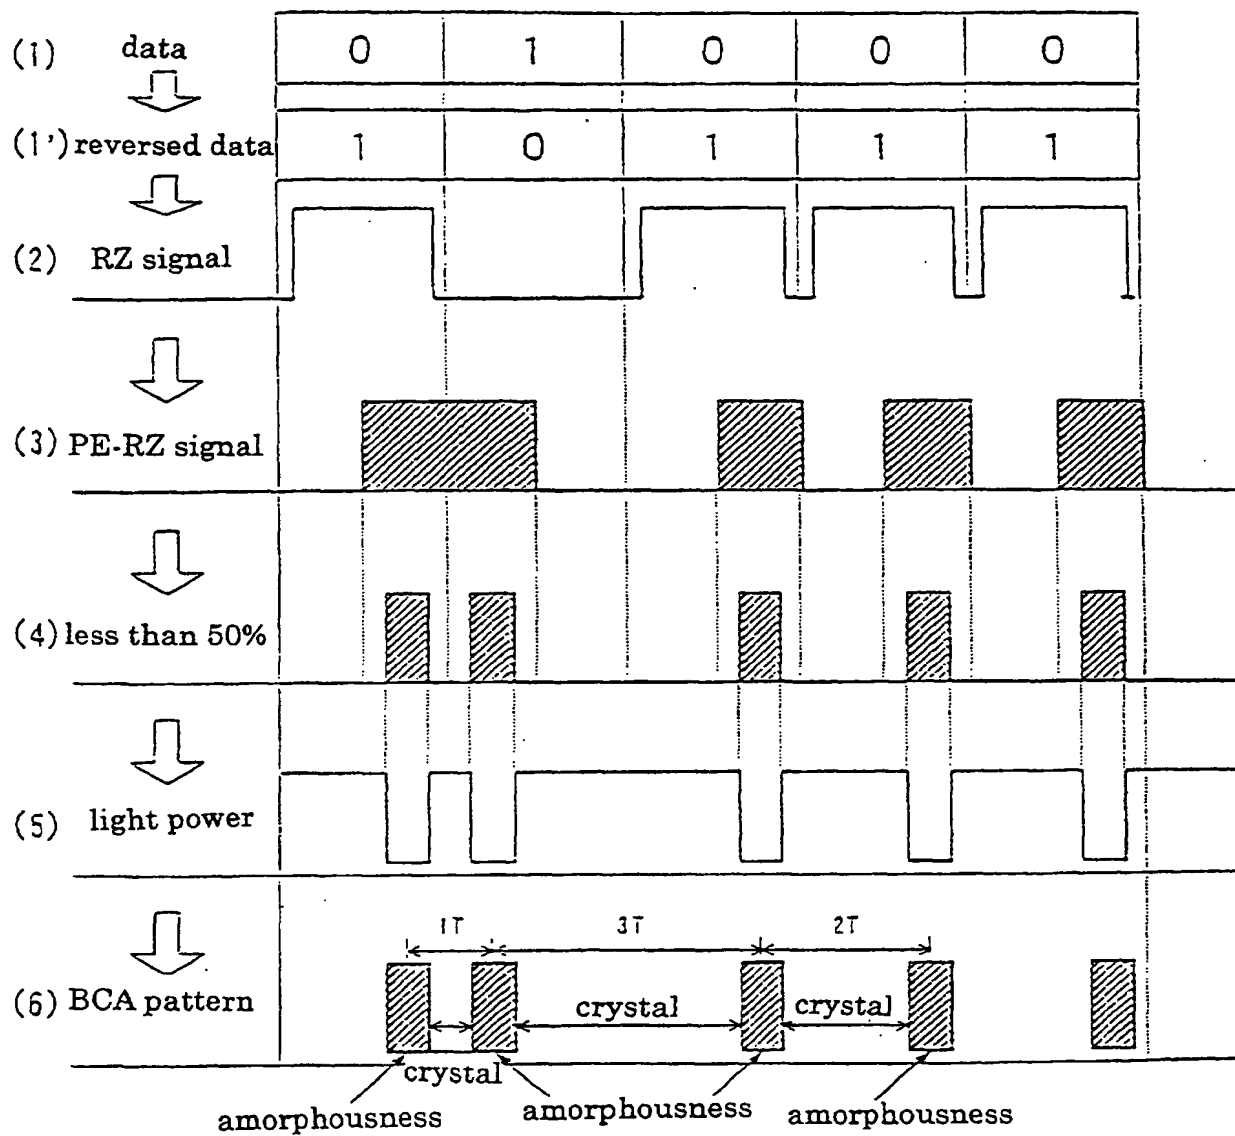 (1) data 0 1 0 0 0
(1') reversed data 1 0 1 1 1
(2) RZ signal
(3) PE-RZ signal
(4) less than 50%
(5) light power
1T 3T 2T
(6) BCA pattern crystal crystal
crystal
amorphousness amorphousness amorphousness